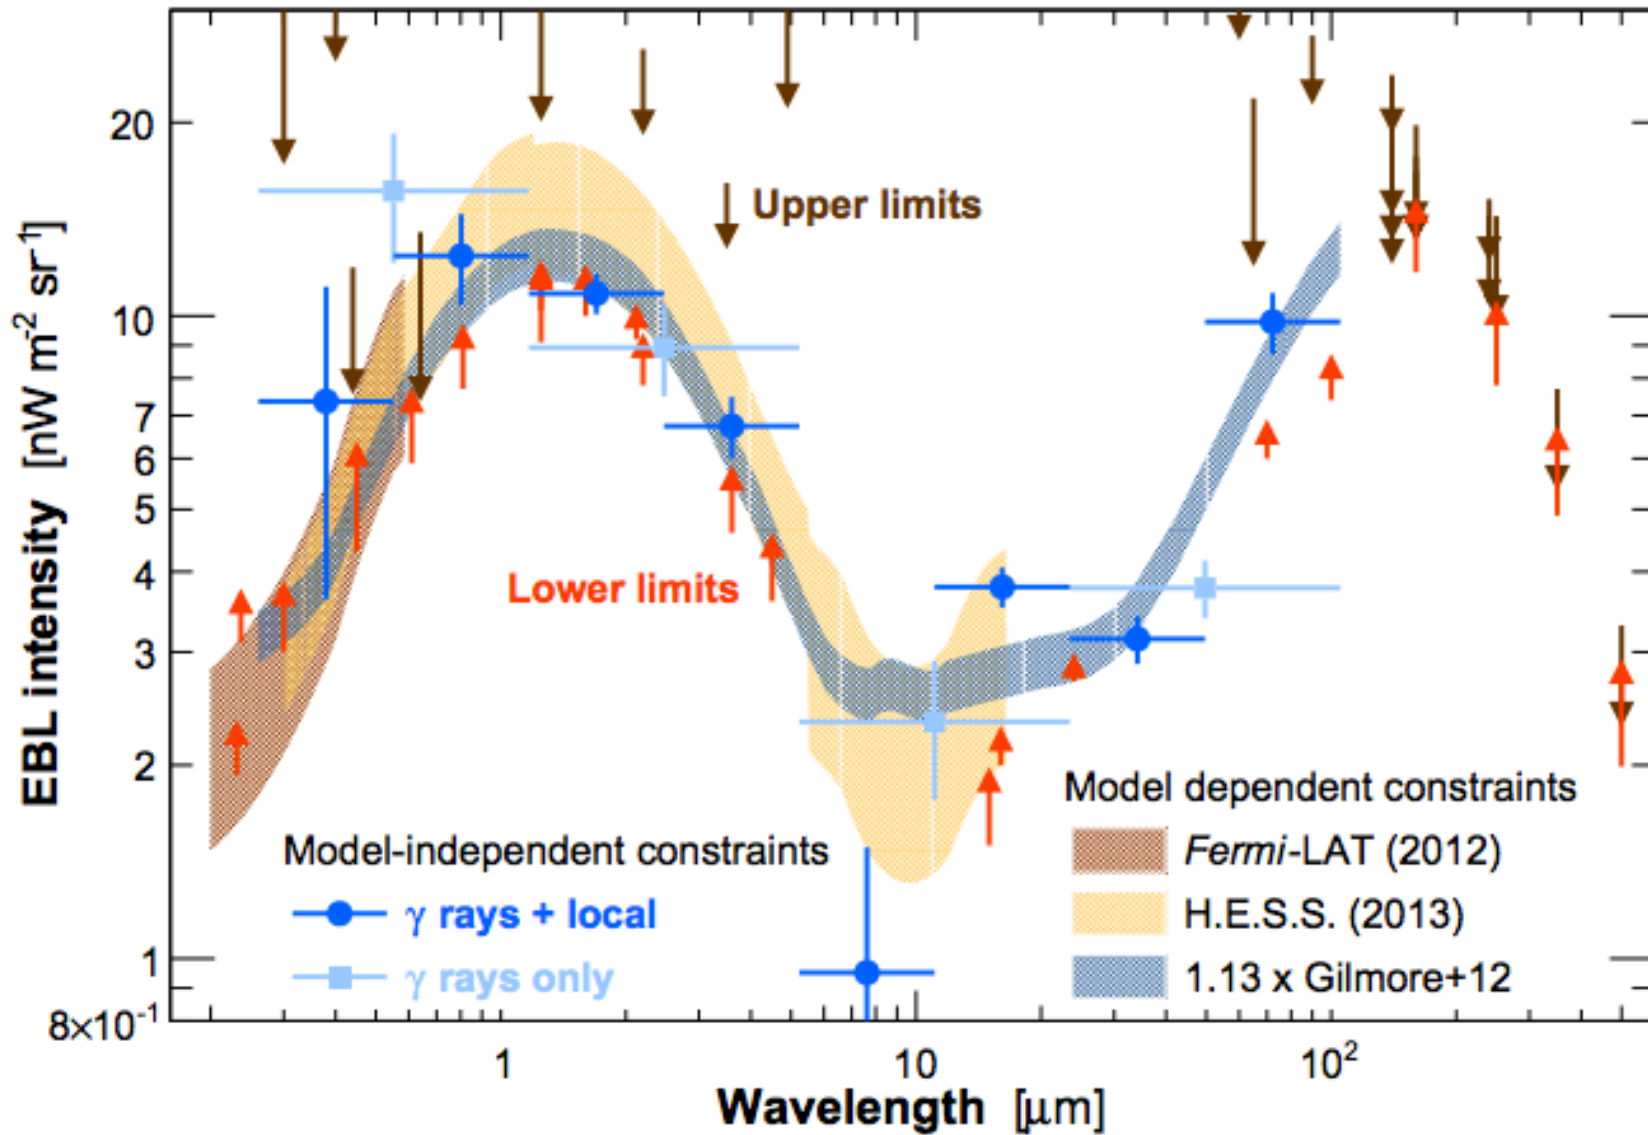 EBL intensity [nW m⁻² sr⁻¹]
20
10
7
6
5
4
3
2
1
8×10⁻¹
Upper limits
Lower limits
Model-independent constraints
γ rays + local
γ rays only
Model dependent constraints
Fermi-LAT (2012)
H.E.S.S. (2013)
1.13 x Gilmore+12
1
10
10²
Wavelength [μm]